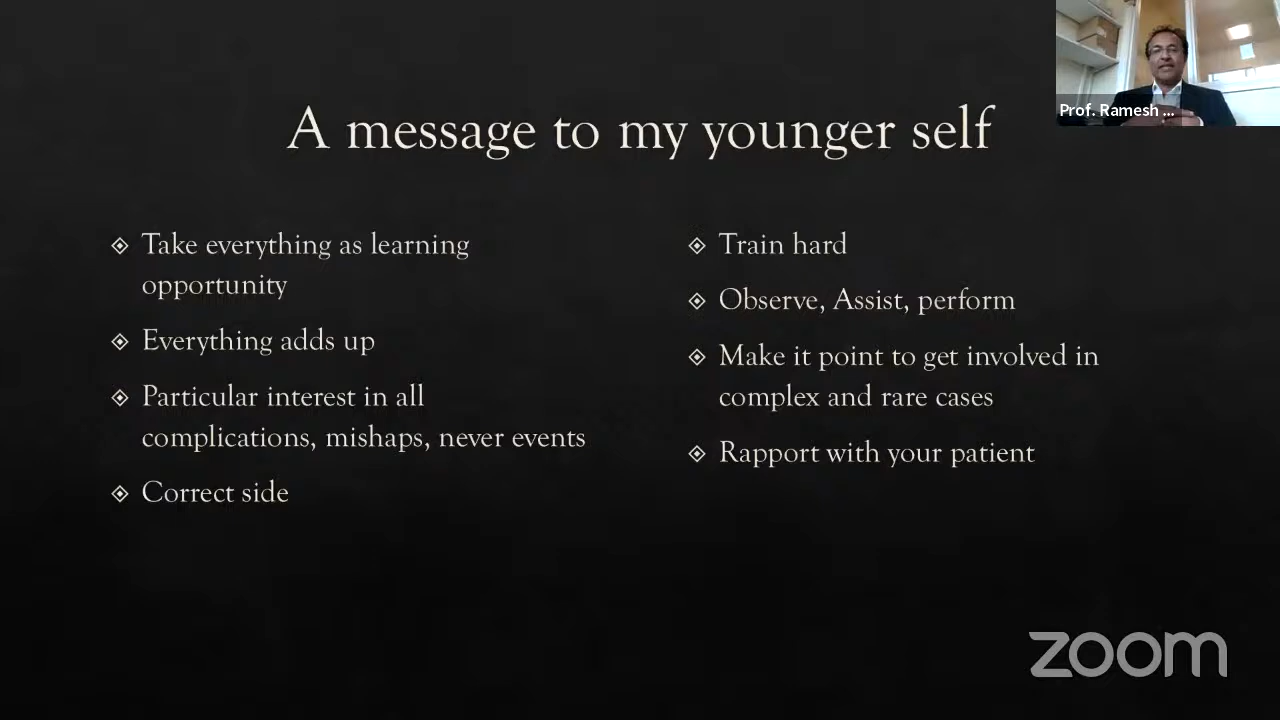 Prof. Ramesh ...
A message to my younger self
Take everything as learning
opportunity
Everything adds up
Particular interest in all
complications, mishaps, never events
Correct side
Train hard
Observe, Assist, perform
Make it point to get involved in
complex and rare cases
Rapport with your patient
zoom